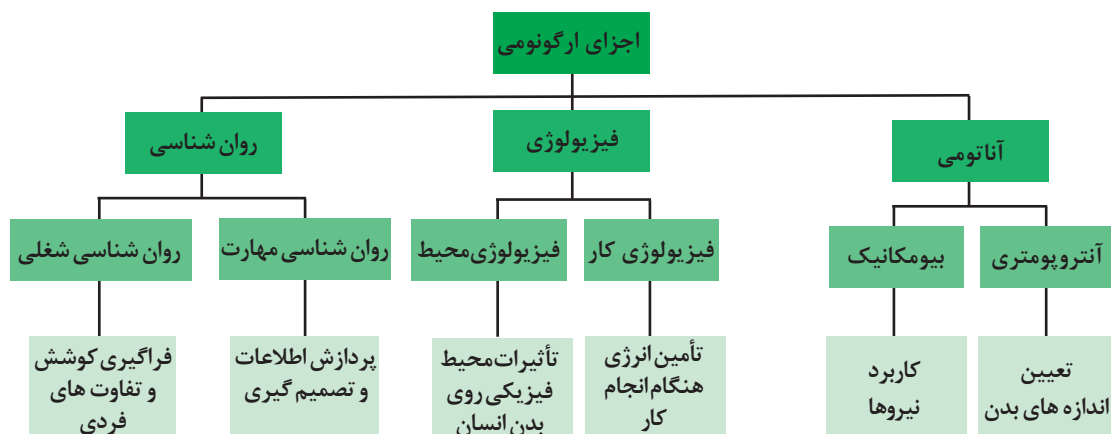 اجزای ارگونومی
آناتومی
فیزیولوژی
روان شناسی
آنتروپومتری
بیومکانیک
فیزیولوژی کار
فیزیولوژی محیط
روان شناسی مهارت
روان شناسی شغلی
تعیین
اندازه های بدن
کاربرد
نیروها
تأمین انرژی
هنگام انجام
کار
تأثیرات محیط
فیزیکی روی
بدن انسان
پردازش اطلاعات
و تصمیم گیری
فراگیری کوشش
و تفاوت های
فردی